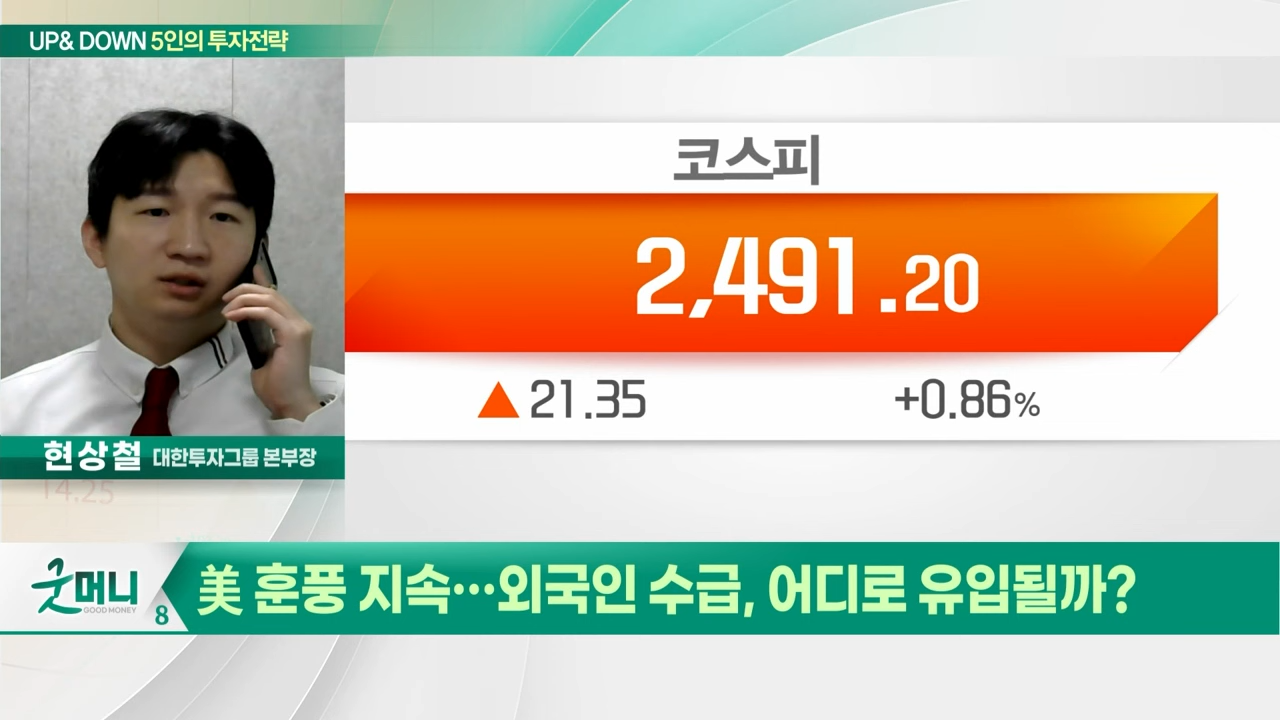 UP& DOWN 5인의 투자전략
코스피
2,491.20
▲21.35 +0.86%
현상철 대한투자그룹 본부장
14.25
굿머니
GOOD MONEY
8
美 훈풍 지속…외국인 수급, 어디로 유입될까?